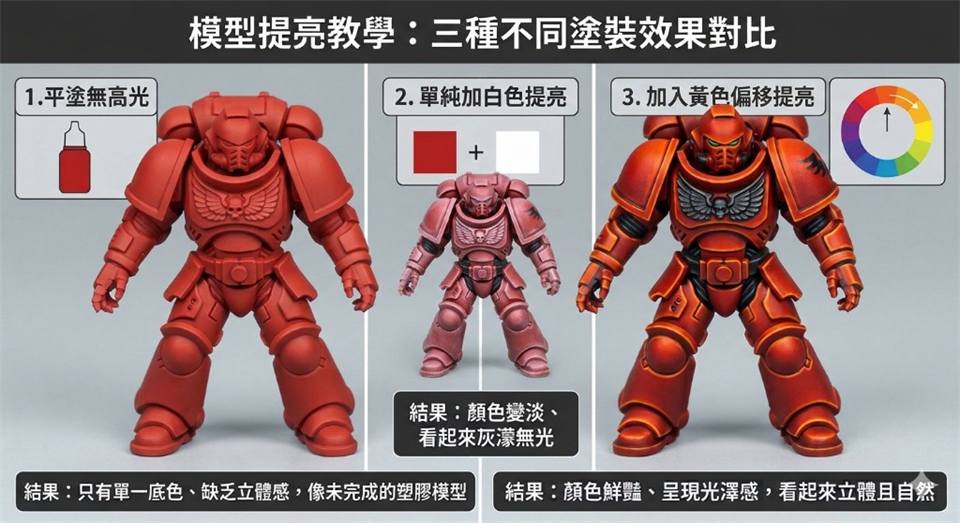 模型提亮教學：三種不同塗裝效果對比
1.平塗無高光
2. 單純加白色提亮
+
3. 加入黃色偏移提亮
結果：顏色變淡、
看起來灰濛無光
結果：只有單一底色、缺乏立體感，像未完成的塑膠模型
結果：顏色鮮豔、呈現光澤感，看起來立體且自然